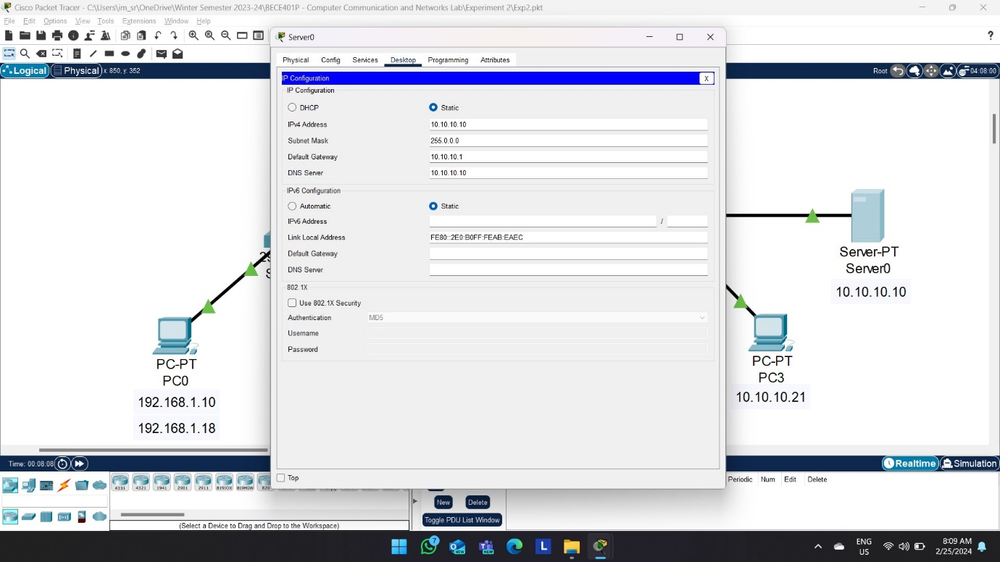 Cisco Packet Tracer - C:\Users\im_sr\OneDrive\Winter Semester 2023-24\BECE401P - Computer Communication and Networks Lab\Experiment 2\Exp2.pkt
File Edit Options View Tools Extensions Window Help
Server0
?
Physical Config Services Desktop Programming Attributes
Logical Physical x: 850, y: 352
Root 04:08:00
IP Configuration X
IP Configuration
DHCP Static
IPv4 Address 10.10.10.10
Subnet Mask 255.0.0.0
Default Gateway 10.10.10.1
DNS Server 10.10.10.10
IPv6 Configuration
Automatic Static
IPv6 Address /
Link Local Address FE80::2E0:B0FF:FEAB:EAEC
Default Gateway
DNS Server
802.1X
Use 802.1X Security
Authentication MD5
Username
Password
Top
PC-PT
PC0
192.168.1.10
192.168.1.18
Server-PT
Server0
10.10.10.10
PC-PT
PC3
10.10.10.21
Time: 00:08:08
Realtime Simulation
4331 4321 1941 2901 2911 819IOX 819HGW 829
Periodic Num Edit Delete
New Delete
Toggle PDU List Window
(Select a Device to Drag and Drop to the Workspace)
7
NEW NEW L
ENG
US
8:09 AM
2/25/2024